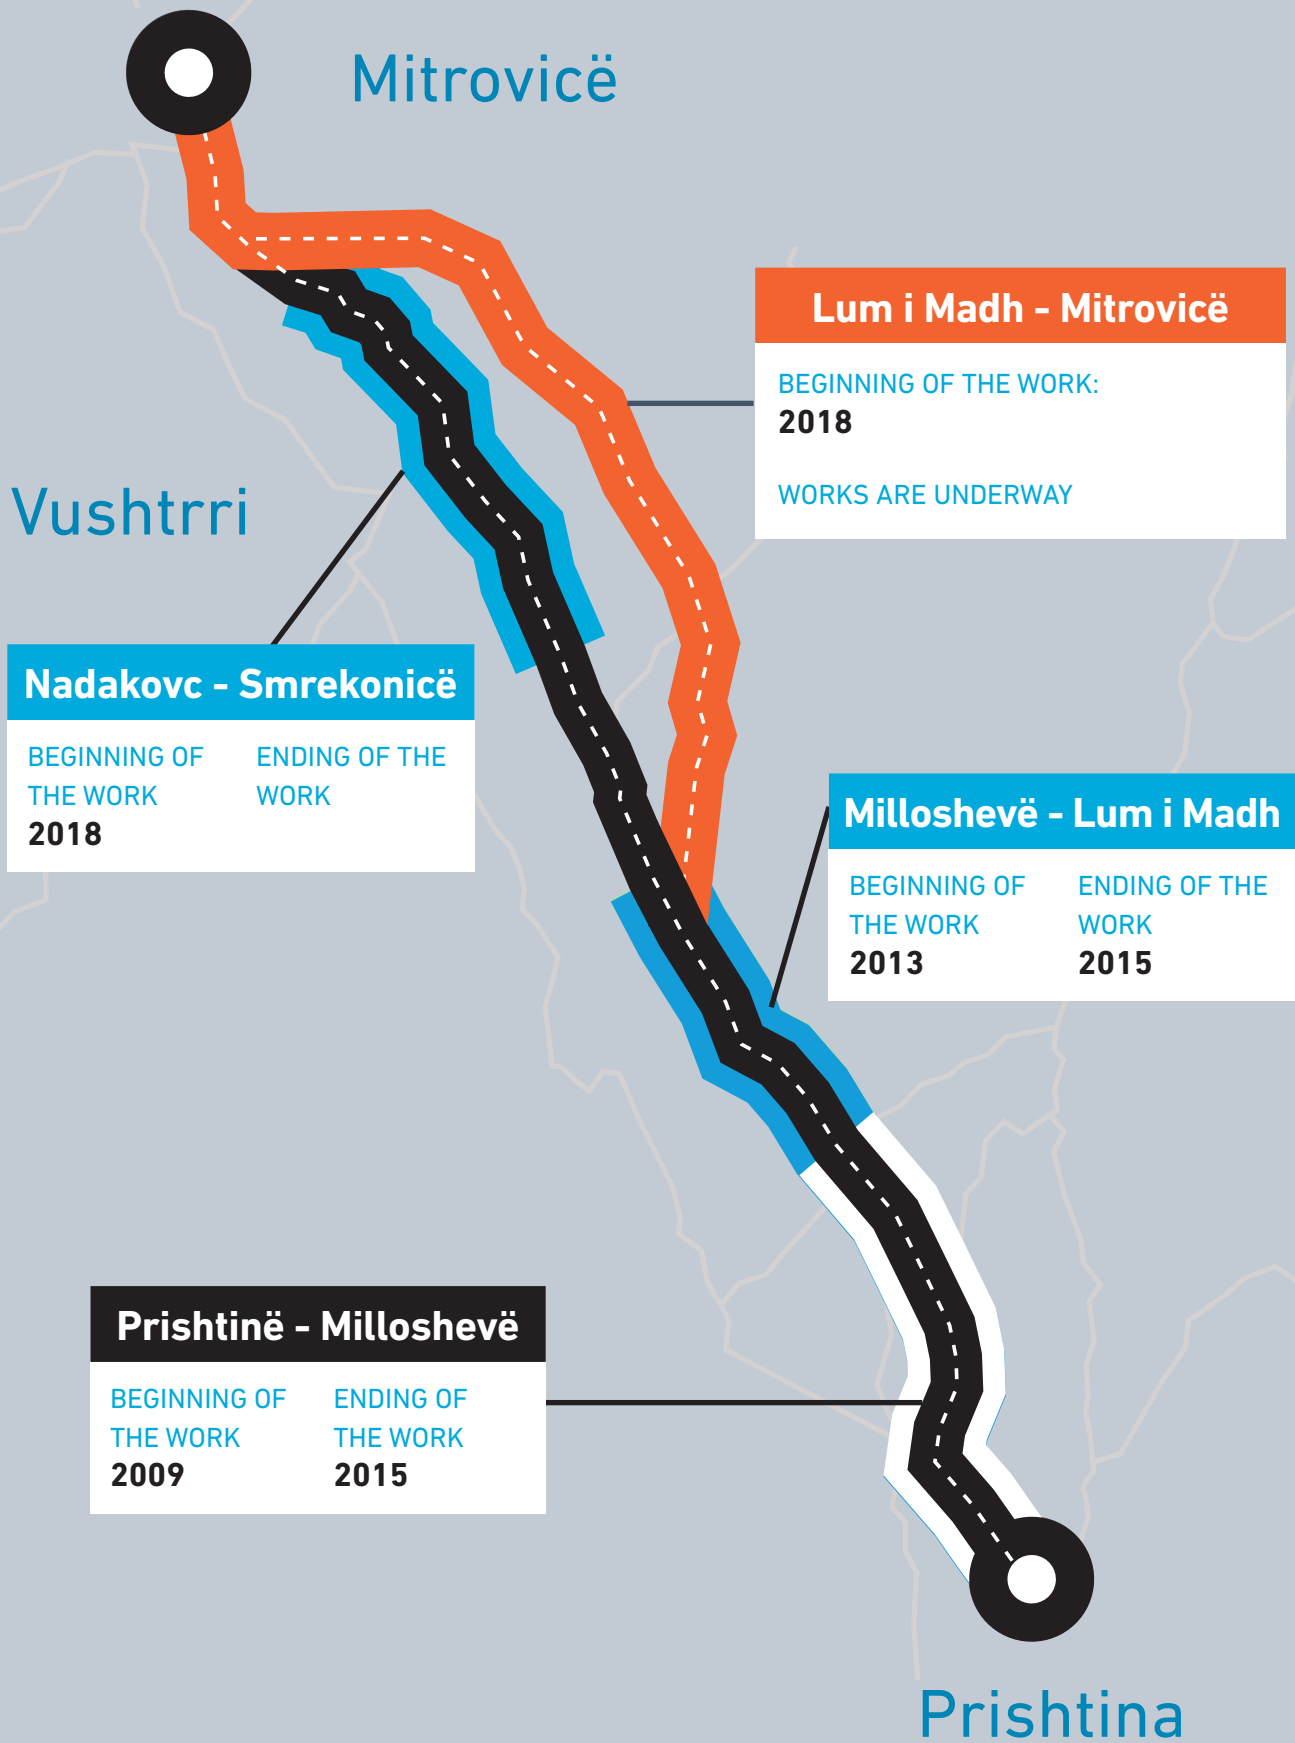 Mitrovicë
Lum i Madh - Mitrovicë
BEGINNING OF THE WORK:
2018
WORKS ARE UNDERWAY
Vushtrri
Nadakovc - Smrekonicë
BEGINNING OF
THE WORK
2018
ENDING OF THE
WORK
Milloshevë - Lum i Madh
BEGINNING OF
THE WORK
2013
ENDING OF THE
WORK
2015
Prishtinë - Milloshevë
BEGINNING OF
THE WORK
2009
ENDING OF
THE WORK
2015
Prishtina